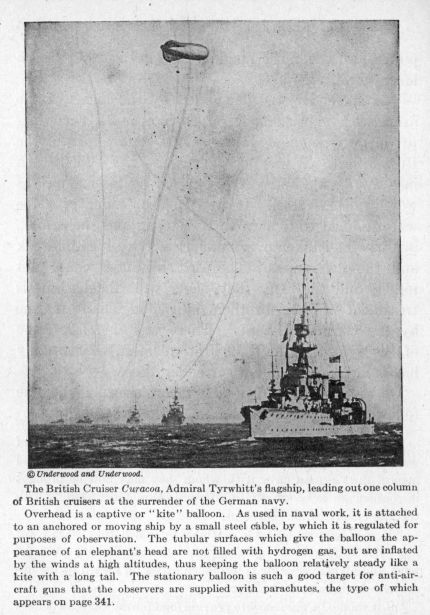 © Underwood and Underwood.
The British Cruiser Curacoa, Admiral Tyrwhitt's flagship, leading out one column
of British cruisers at the surrender of the German navy.
Overhead is a captive or "kite" balloon. As used in naval work, it is attached
to an anchored or moving ship by a small steel cable, by which it is regulated for
purposes of observation. The tubular surfaces which give the balloon the ap-
pearance of an elephant's head are not filled with hydrogen gas, but are inflated
by the winds at high altitudes, thus keeping the balloon relatively steady like a
kite with a long tail. The stationary balloon is such a good target for anti-air-
craft guns that the observers are supplied with parachutes, the type of which
appears on page 341.